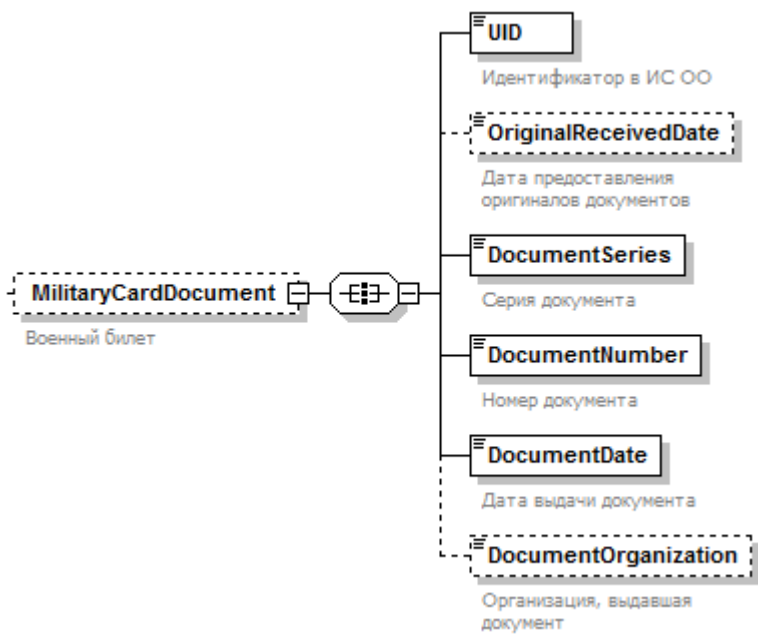 UID
Идентификатор в ИС ОО
OriginalReceivedDate
Дата предоставления
оригиналов документов
DocumentSeries
Серия документа
MilitaryCardDocument
Военный билет
DocumentNumber
Номер документа
DocumentDate
Дата выдачи документа
DocumentOrganization
Организация, выдавшая
документ